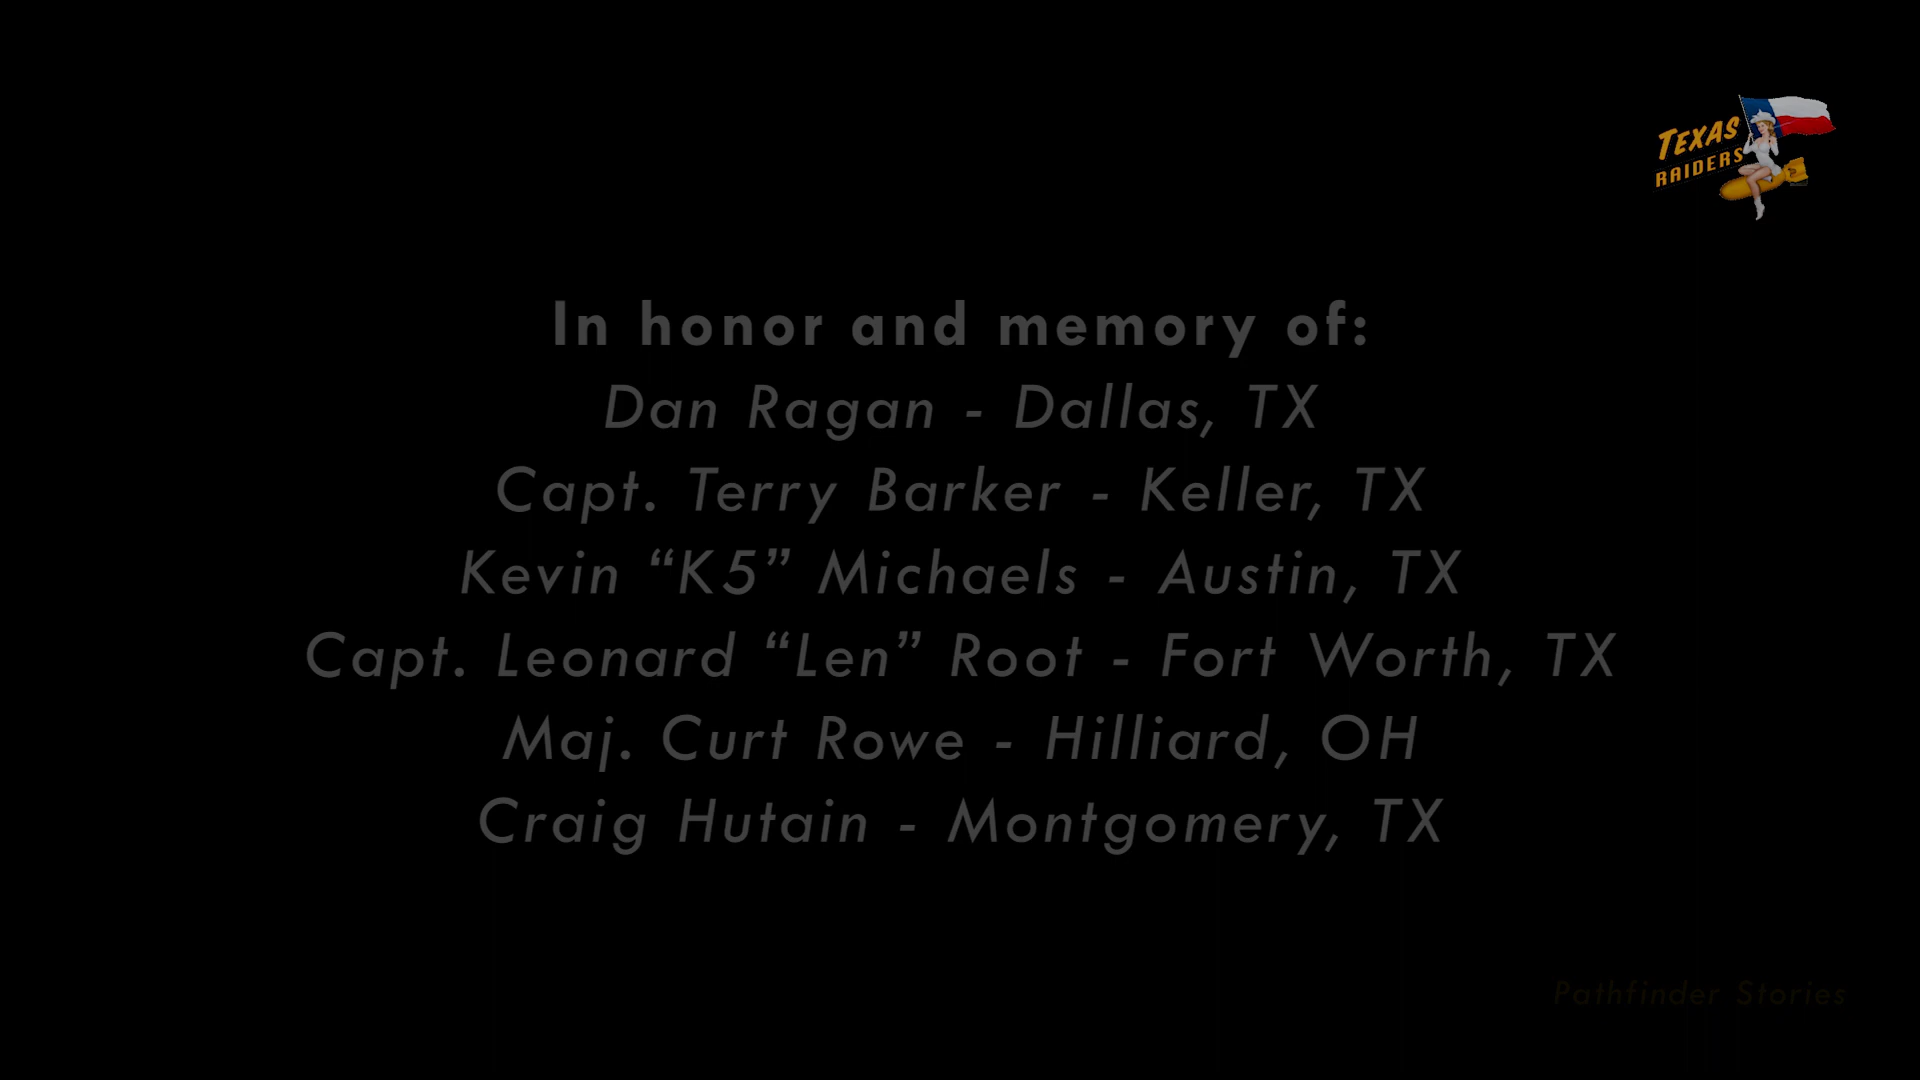 TEXAS
RAIDERS
In honor and memory of:
Dan Ragan - Dallas, TX
Capt. Terry Barker - Keller, TX
Kevin “K5” Michaels - Austin, TX
Capt. Leonard “Len” Root - Fort Worth, TX
Maj. Curt Rowe - Hilliard, OH
Craig Hutain - Montgomery, TX
Pathfinder Stories